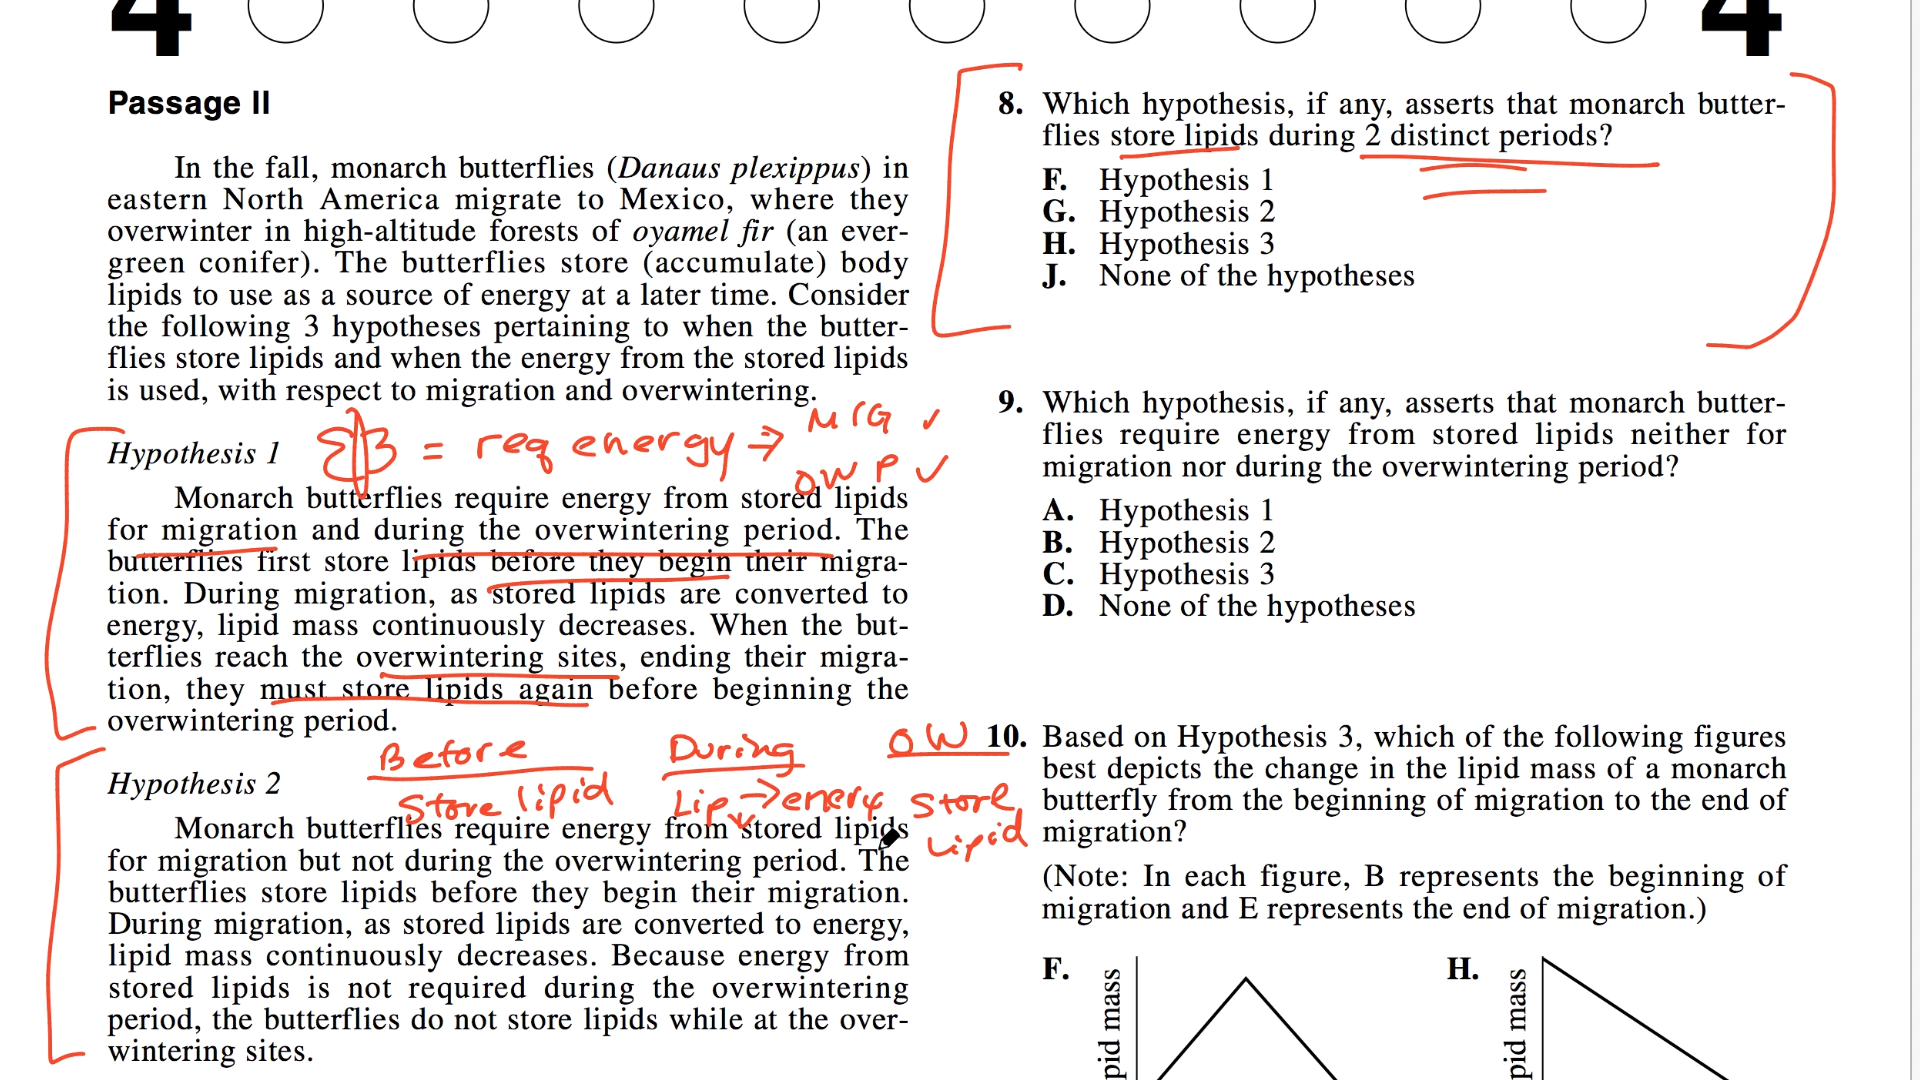 4 4
Passage II
In the fall, monarch butterflies (Danaus plexippus) in
eastern North America migrate to Mexico, where they
overwinter in high-altitude forests of oyamel fir (an ever-
green conifer). The butterflies store (accumulate) body
lipids to use as a source of energy at a later time. Consider
the following 3 hypotheses pertaining to when the butter-
flies store lipids and when the energy from the stored lipids
is used, with respect to migration and overwintering.
MIG ✓
Hypothesis 1 = req energy →
OWP ✓
Monarch butterflies require energy from stored lipids
for migration and during the overwintering period. The
butterflies first store lipids before they begin their migra-
tion. During migration, as stored lipids are converted to
energy, lipid mass continuously decreases. When the but-
terflies reach the overwintering sites, ending their migra-
tion, they must store lipids again before beginning the
overwintering period.
Before During OW
Hypothesis 2
Store lipid Lip → energy Store
Lipid
Monarch butterflies require energy from stored lipids
for migration but not during the overwintering period. The
butterflies store lipids before they begin their migration.
During migration, as stored lipids are converted to energy,
lipid mass continuously decreases. Because energy from
stored lipids is not required during the overwintering
period, the butterflies do not store lipids while at the over-
wintering sites.
8. Which hypothesis, if any, asserts that monarch butter-
flies store lipids during 2 distinct periods?
F. Hypothesis 1
G. Hypothesis 2
H. Hypothesis 3
J. None of the hypotheses
9. Which hypothesis, if any, asserts that monarch butter-
flies require energy from stored lipids neither for
migration nor during the overwintering period?
A. Hypothesis 1
B. Hypothesis 2
C. Hypothesis 3
D. None of the hypotheses
10. Based on Hypothesis 3, which of the following figures
best depicts the change in the lipid mass of a monarch
butterfly from the beginning of migration to the end of
migration?
(Note: In each figure, B represents the beginning of
migration and E represents the end of migration.)
F. H.
pid mass pid mass